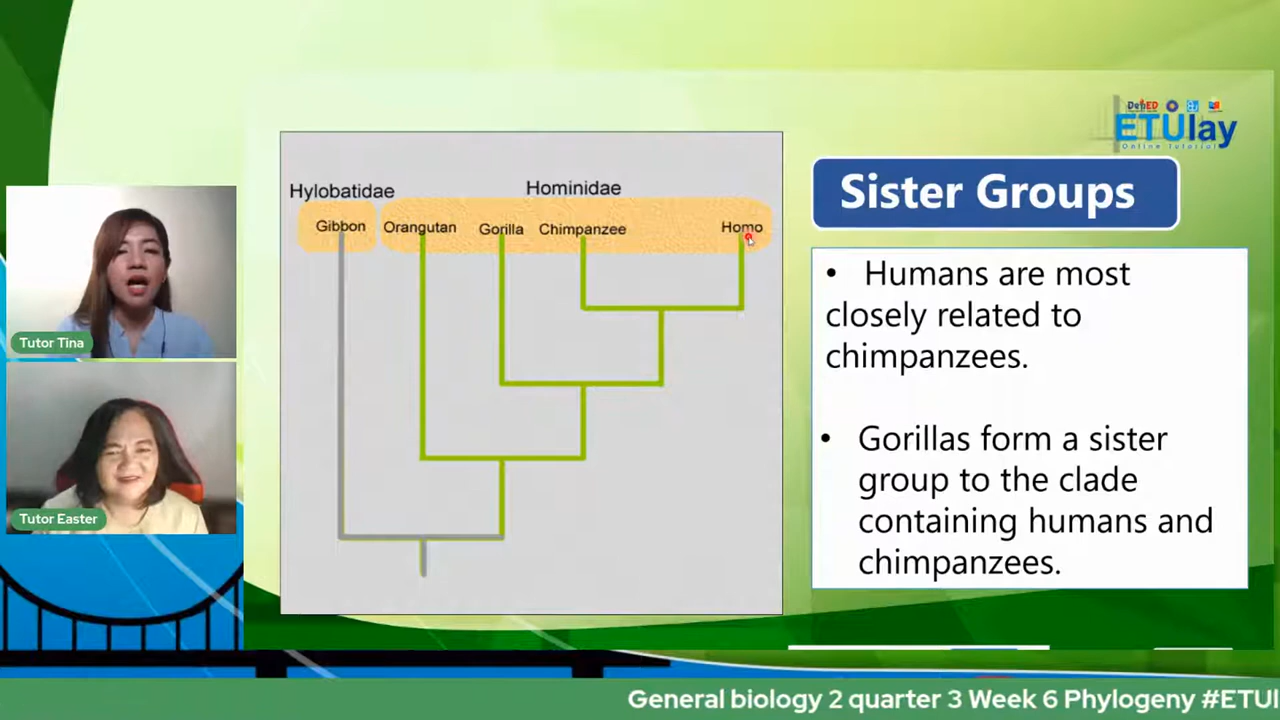 DepED
ETUlay
Online Tutorial
Sister Groups
Hylobatidae
Hominidae
Gibbon
Orangutan
Gorilla
Chimpanzee
Homo
• Humans are most
closely related to
chimpanzees.
• Gorillas form a sister
group to the clade
containing humans and
chimpanzees.
Tutor Tina
Tutor Easter
General biology 2 quarter 3 Week 6 Phylogeny #ETUl